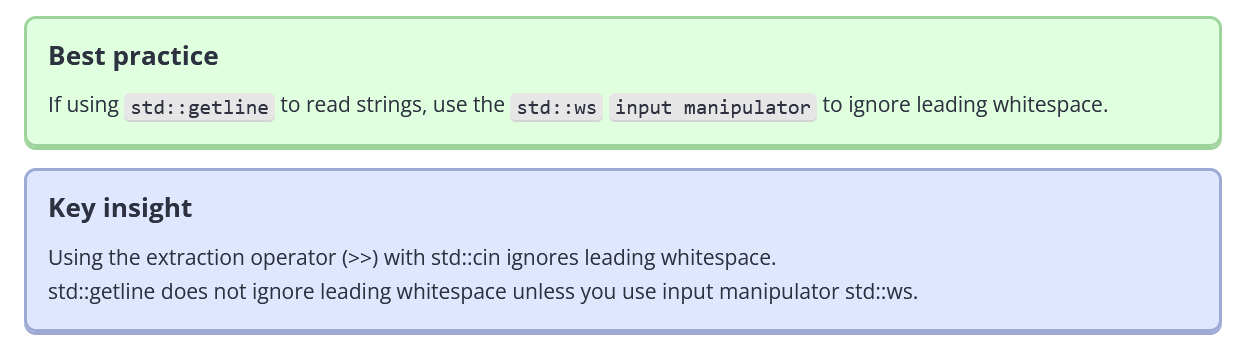 Best practice
If using std::getline to read strings, use the std::ws input manipulator to ignore leading whitespace.
Key insight
Using the extraction operator (>>) with std::cin ignores leading whitespace.
std::getline does not ignore leading whitespace unless you use input manipulator std::ws.